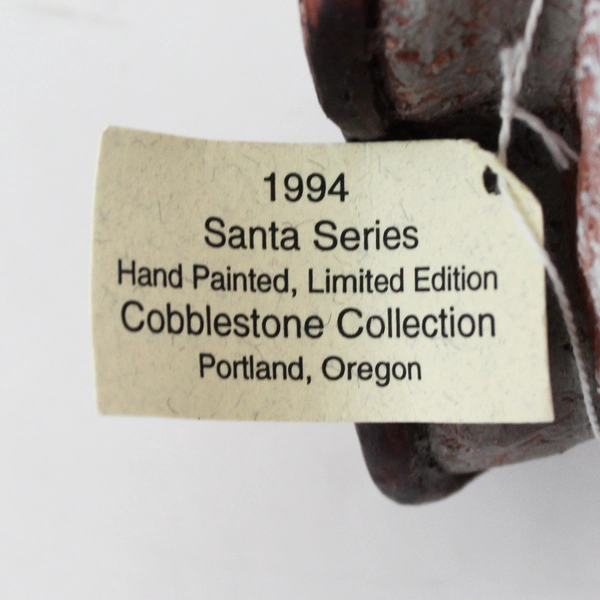 1994
Santa Series
Hand Painted, Limited Edition
Cobblestone Collection
Portland, Oregon